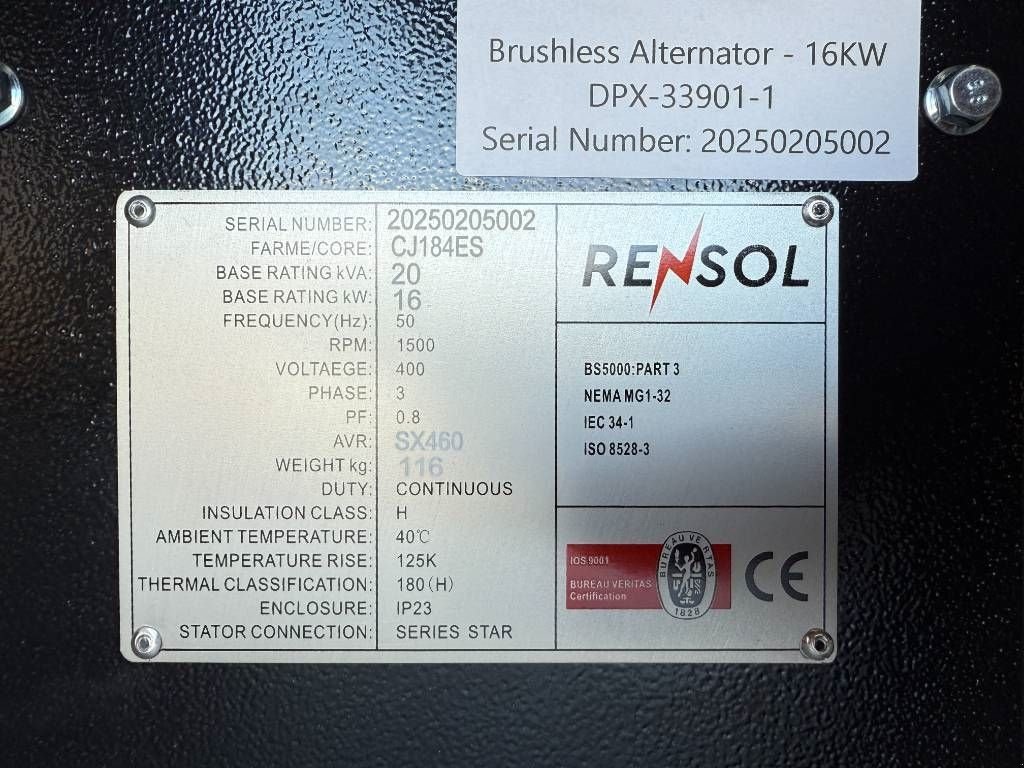 Brushless Alternator - 16KW
DPX-33901-1
Serial Number: 20250205002
SERIAL NUMBER: 20250205002
FARME/CORE: CJ184ES
BASE RATING kVA: 20
BASE RATING kW: 16
FREQUENCY(Hz): 50
RPM: 1500
VOLTAEGE: 400
PHASE: 3
PF: 0.8
AVR: SX460
WEIGHT kg: 116
DUTY: CONTINUOUS
INSULATION CLASS: H
AMBIENT TEMPERATURE: 40℃
TEMPERATURE RISE: 125K
THERMAL CLASSIFICATION: 180(H)
ENCLOSURE: IP23
STATOR CONNECTION: SERIES STAR
RENSOL
BS5000:PART 3
NEMA MG1-32
IEC 34-1
ISO 8528-3
IOS 9001
BUREAU VERITAS
Certification
BUREAU VERITAS
1828
CE